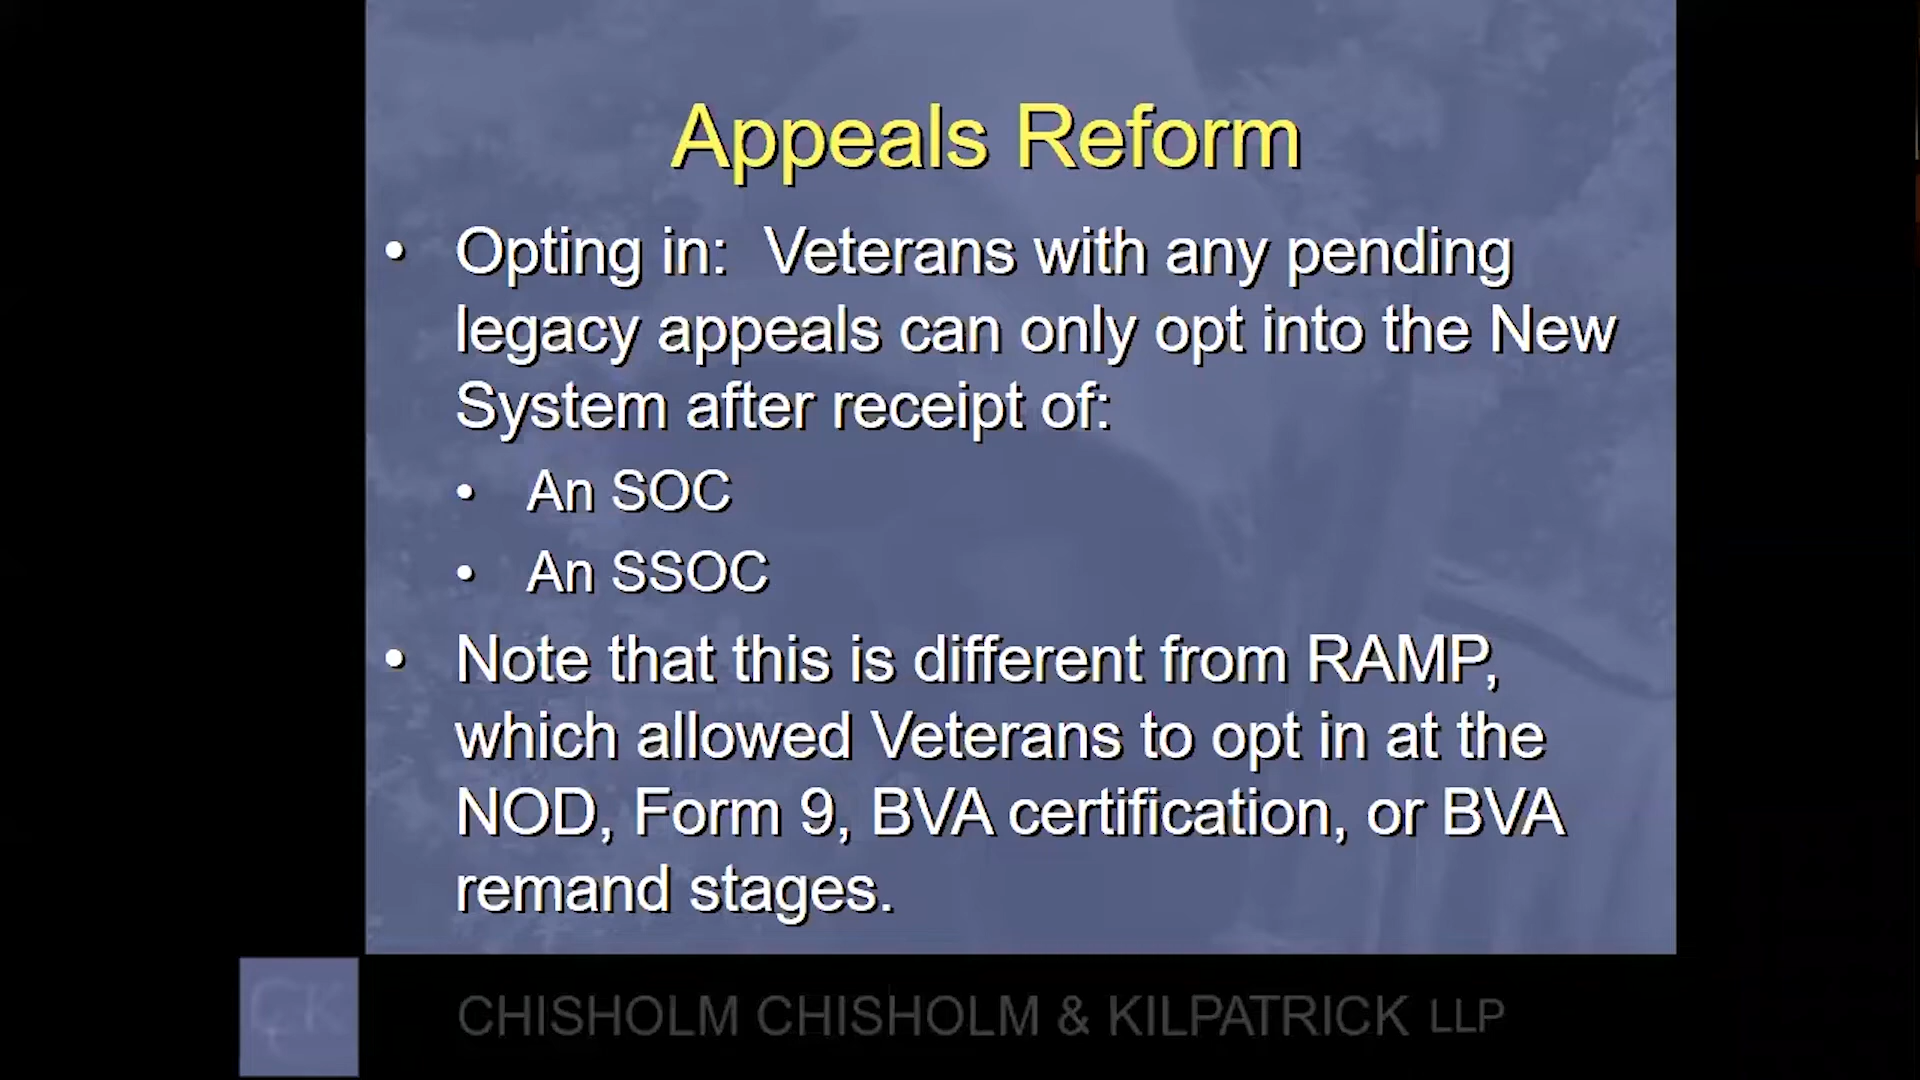 Appeals Reform
• Opting in: Veterans with any pending
legacy appeals can only opt into the New
System after receipt of:
• An SOC
• An SSOC
• Note that this is different from RAMP,
which allowed Veterans to opt in at the
NOD, Form 9, BVA certification, or BVA
remand stages.
CCK
CHISHOLM CHISHOLM & KILPATRICK LLP